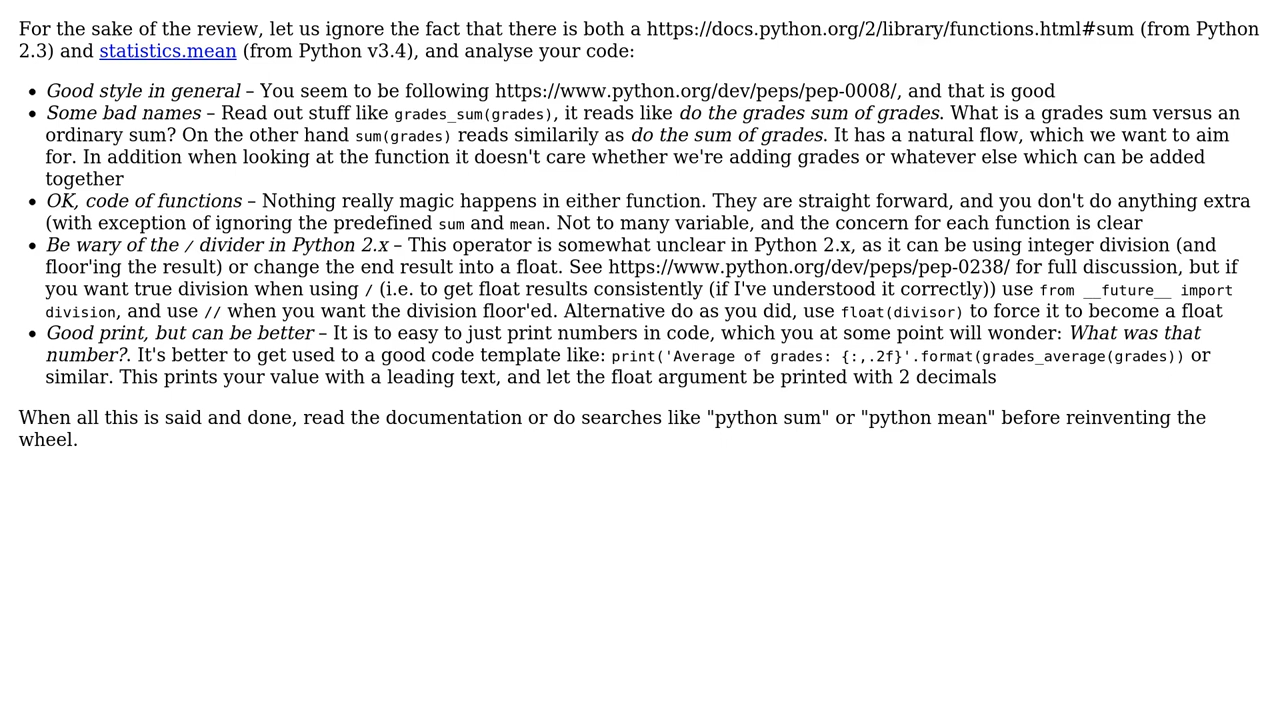 For the sake of the review, let us ignore the fact that there is both a https://docs.python.org/2/library/functions.html#sum (from Python
2.3) and statistics.mean (from Python v3.4), and analyse your code:
• Good style in general – You seem to be following https://www.python.org/dev/peps/pep-0008/, and that is good
• Some bad names – Read out stuff like grades_sum(grades), it reads like do the grades sum of grades. What is a grades sum versus an
ordinary sum? On the other hand sum(grades) reads similarily as do the sum of grades. It has a natural flow, which we want to aim
for. In addition when looking at the function it doesn't care whether we're adding grades or whatever else which can be added
together
• OK, code of functions – Nothing really magic happens in either function. They are straight forward, and you don't do anything extra
(with exception of ignoring the predefined sum and mean. Not to many variable, and the concern for each function is clear
• Be wary of the / divider in Python 2.x – This operator is somewhat unclear in Python 2.x, as it can be using integer division (and
floor'ing the result) or change the end result into a float. See https://www.python.org/dev/peps/pep-0238/ for full discussion, but if
you want true division when using / (i.e. to get float results consistently (if I've understood it correctly)) use from __future__ import
division, and use // when you want the division floor'ed. Alternative do as you did, use float(divisor) to force it to become a float
• Good print, but can be better – It is to easy to just print numbers in code, which you at some point will wonder: What was that
number?. It's better to get used to a good code template like: print('Average of grades: {:,.2f}'.format(grades_average(grades)) or
similar. This prints your value with a leading text, and let the float argument be printed with 2 decimals
When all this is said and done, read the documentation or do searches like "python sum" or "python mean" before reinventing the
wheel.